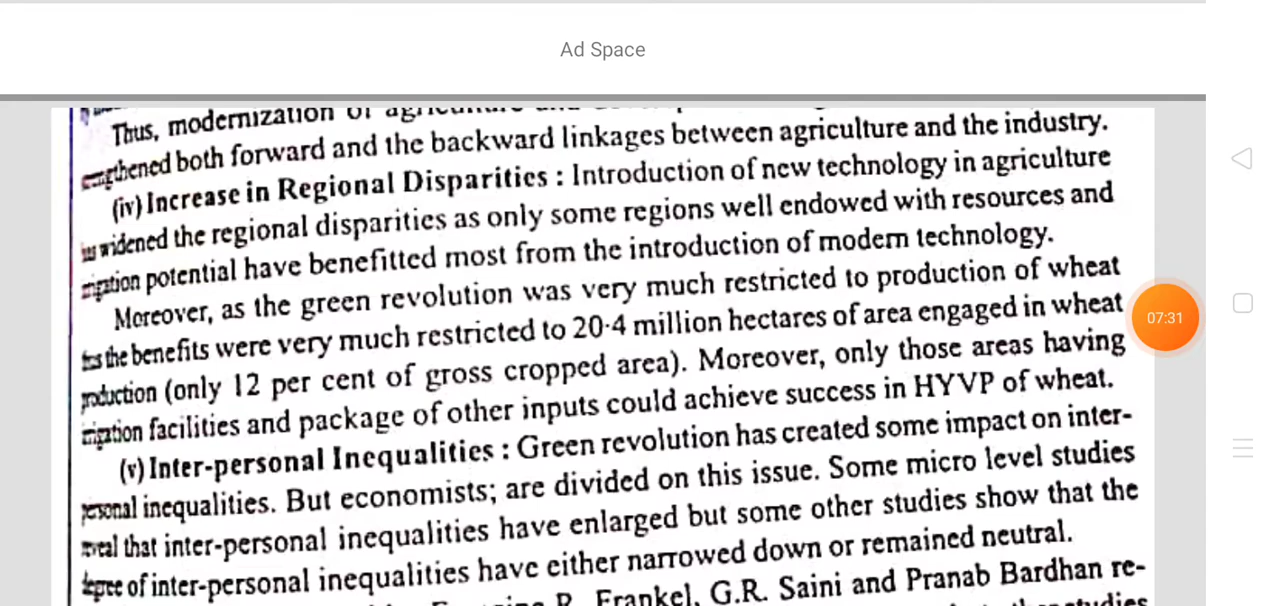 Ad Space
Thus, modernization of agriculture and
both forward and the backward linkages between agriculture and the industry.
(iv) Increase in Regional Disparities : Introduction of new technology in agriculture
widened the regional disparities as only some regions well endowed with resources and
potential have benefitted most from the introduction of modern technology.
Moreover, as the green revolution was very much restricted to production of wheat
the benefits were very much restricted to 20·4 million hectares of area engaged in wheat
production (only 12 per cent of gross cropped area). Moreover, only those areas having
facilities and package of other inputs could achieve success in HYVP of wheat.
(v) Inter-personal Inequalities : Green revolution has created some impact on inter-
personal inequalities. But economists; are divided on this issue. Some micro level studies
that inter-personal inequalities have enlarged but some other studies show that the
of inter-personal inequalities have either narrowed down or remained neutral.
R. Frankel, G.R. Saini and Pranab Bardhan re-
studies
07:31